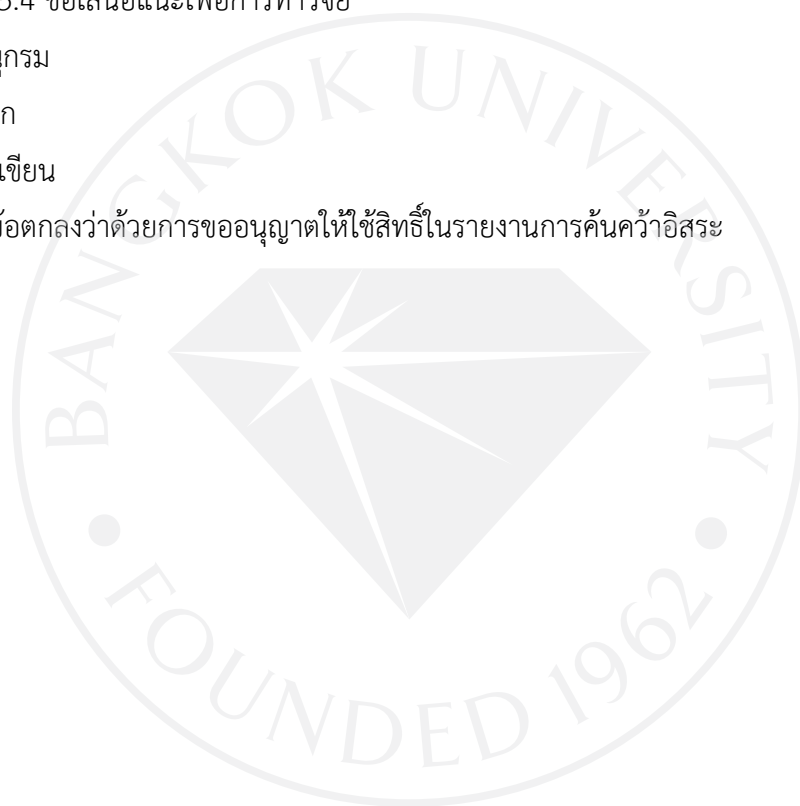 5.4 ข้อเสนอแนะเพื่อการทำวิจัย
ุกรม
ก
เขียน
ข้อตกลงว่าด้วยการขออนุญาตให้ใช้สิทธิ์ในรายงานการค้นคว้าอิสระ
BANGKOK UNIVERSITY
FOUNDED 1962